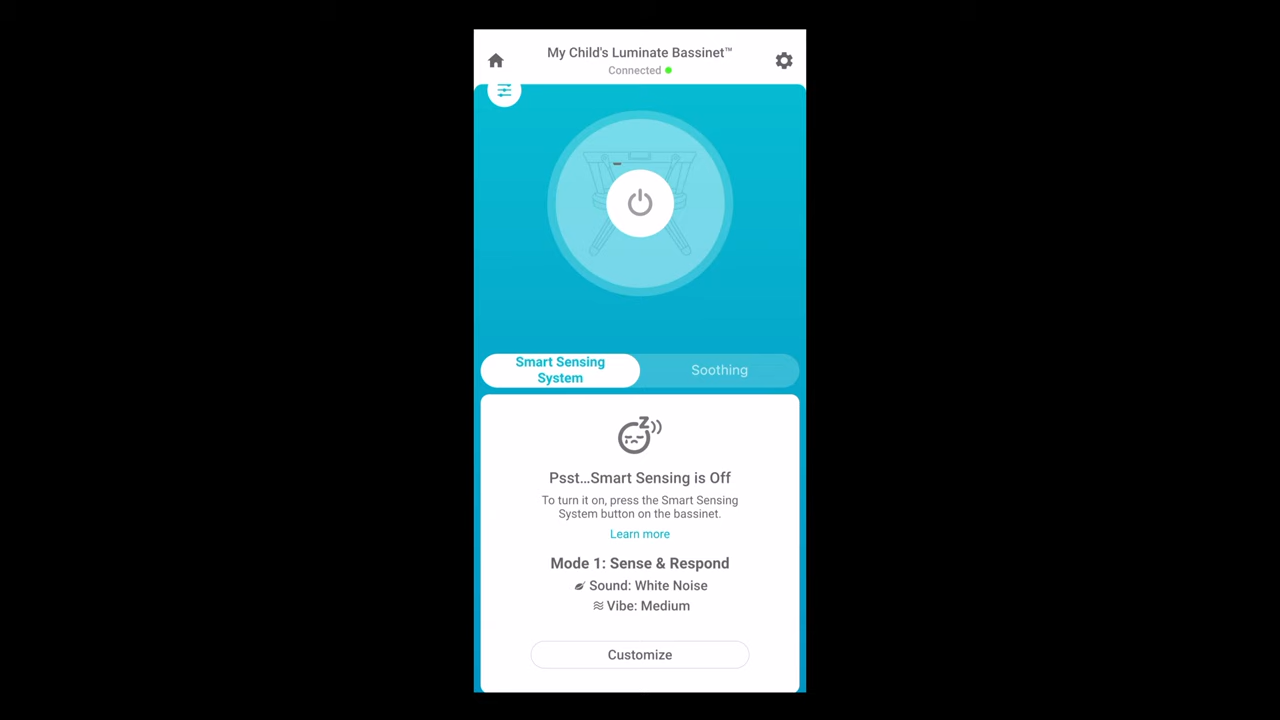 My Child's Luminate Bassinet™
Connected
Smart Sensing
System
Soothing
Psst...Smart Sensing is Off
To turn it on, press the Smart Sensing
System button on the bassinet.
Learn more
Mode 1: Sense & Respond
Sound: White Noise
Vibe: Medium
Customize